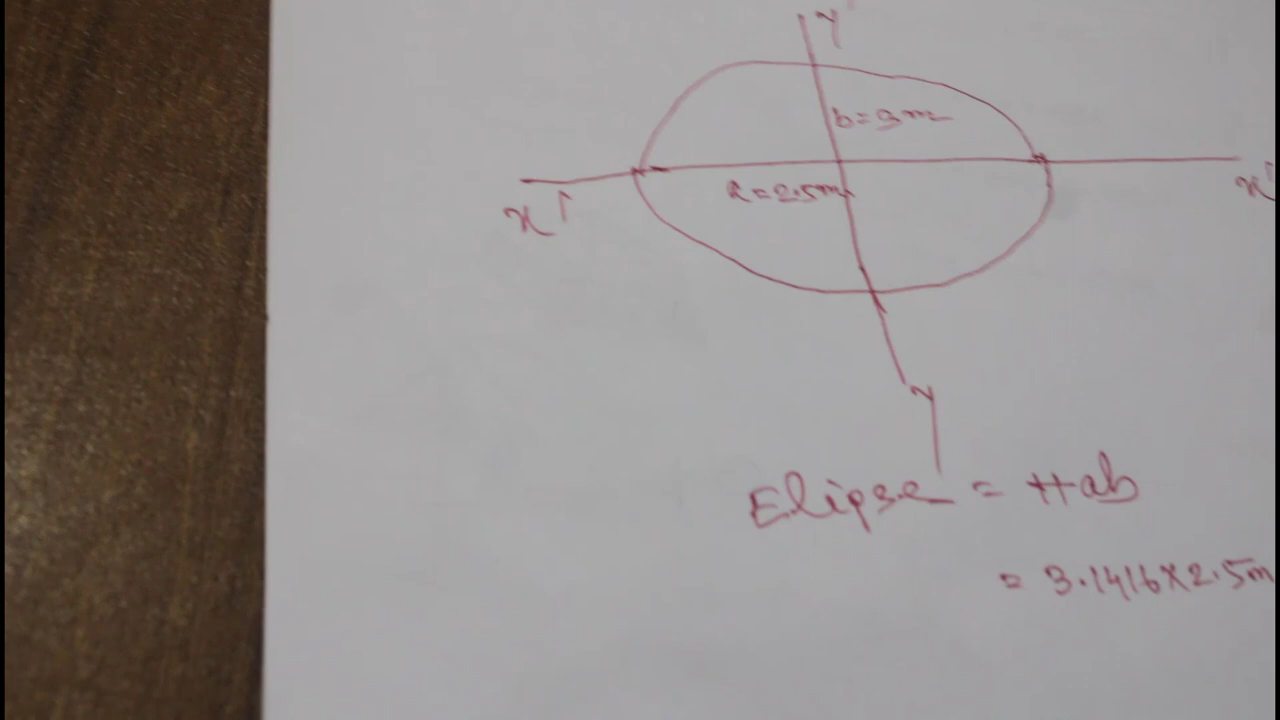 Y'
b = 3m
a = 2.5m
x'
x
Y
Elipse = πab
= 3.1416×2.5m